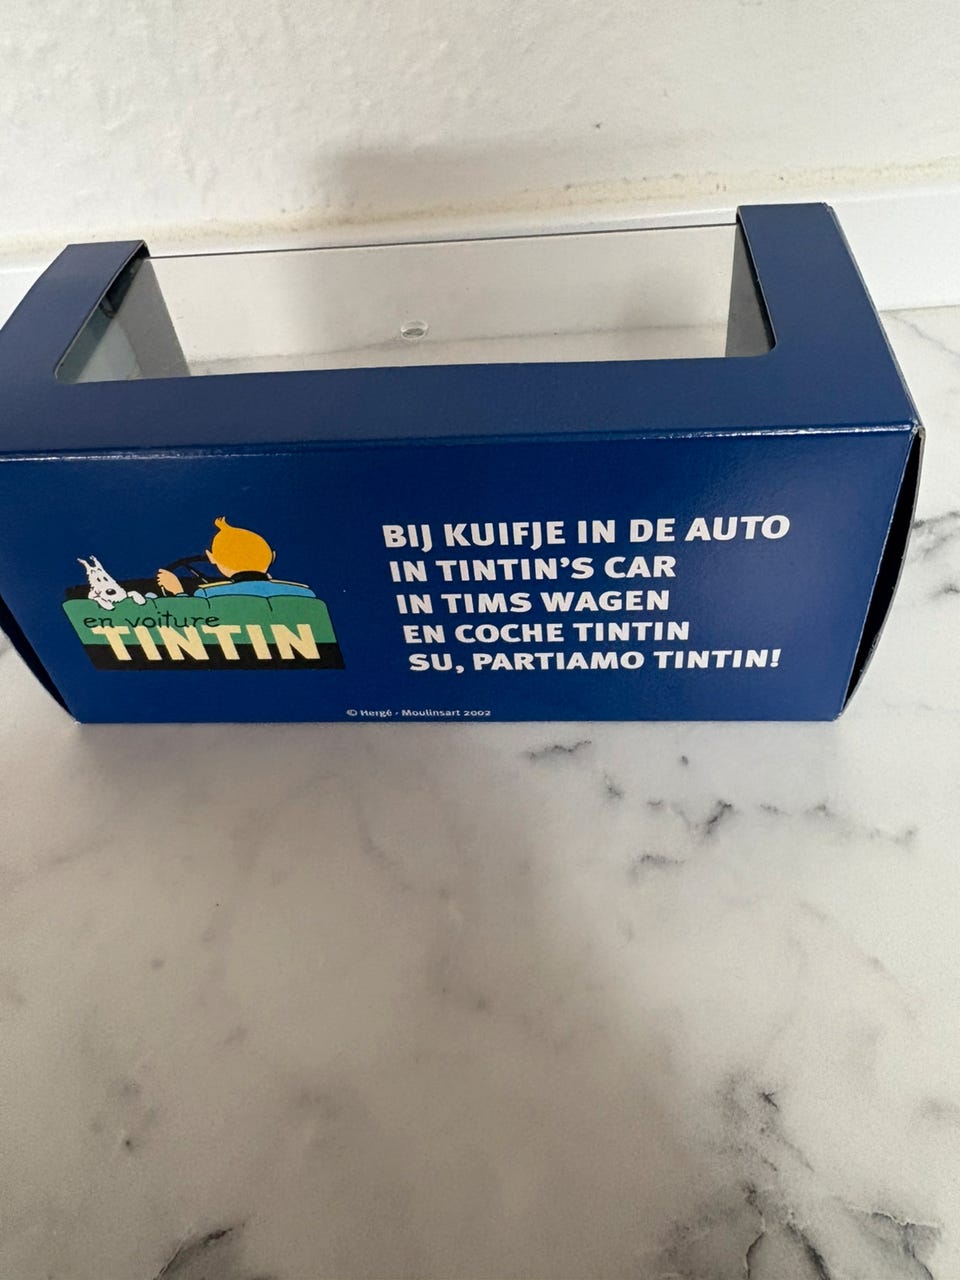 en voiture
TINTIN
BIJ KUIFJE IN DE AUTO
IN TINTIN'S CAR
IN TIMS WAGEN
EN COCHE TINTIN
SU, PARTIAMO TINTIN!
© Hergé - Moulinsart 2002